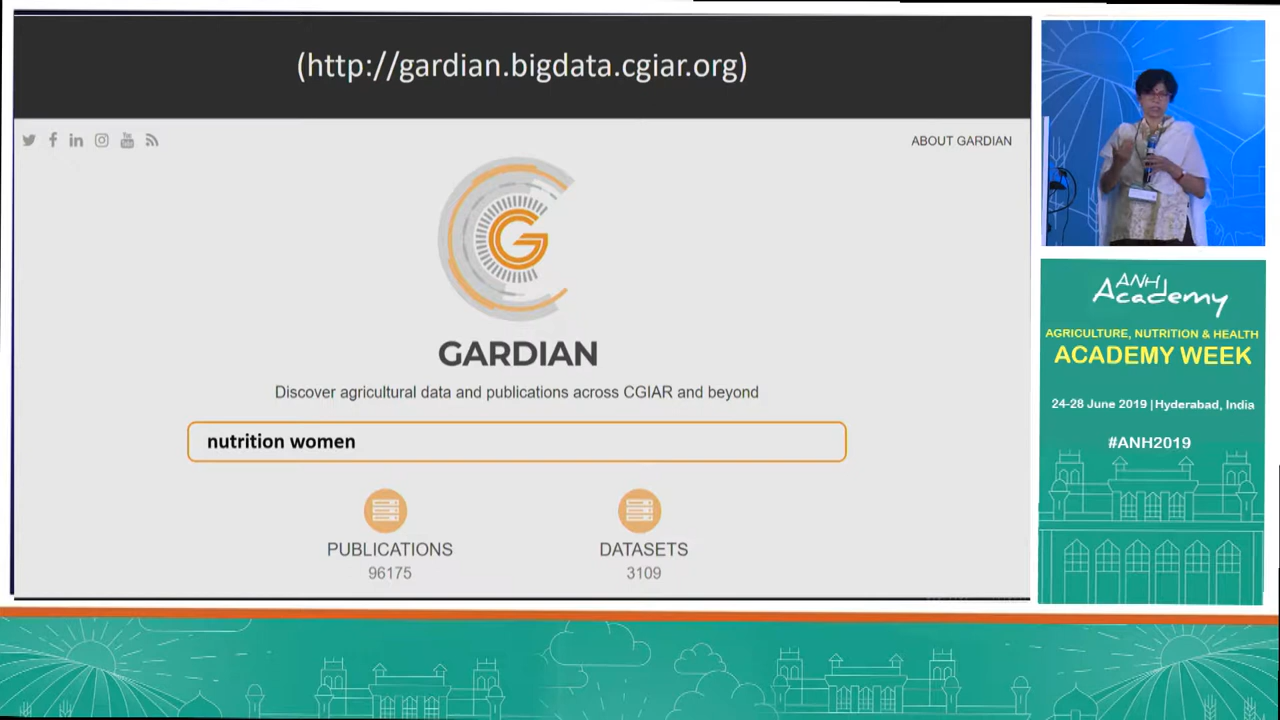 (http://gardian.bigdata.cgiar.org)
ABOUT GARDIAN
G
GARDIAN
Discover agricultural data and publications across CGIAR and beyond
nutrition women
PUBLICATIONS
96175
DATASETS
3109
ANH
Academy
AGRICULTURE, NUTRITION & HEALTH
ACADEMY WEEK
24-28 June 2019 | Hyderabad, India
#ANH2019